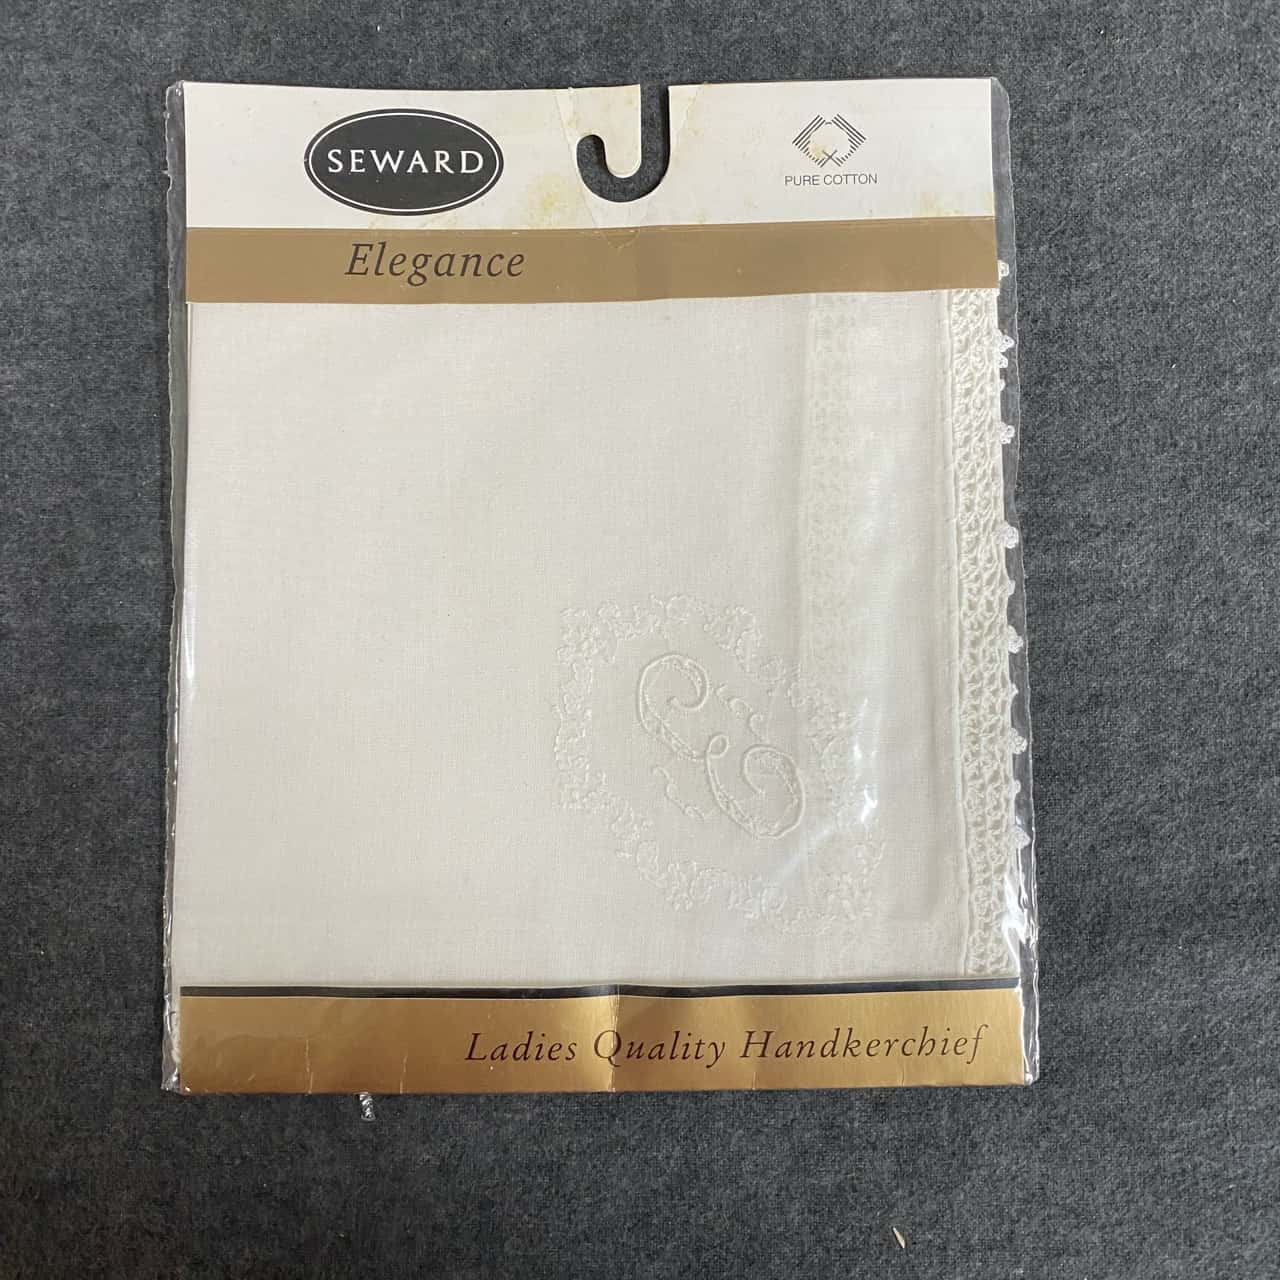 SEWARD
PURE COTTON
Elegance
E
Ladies Quality Handkerchief